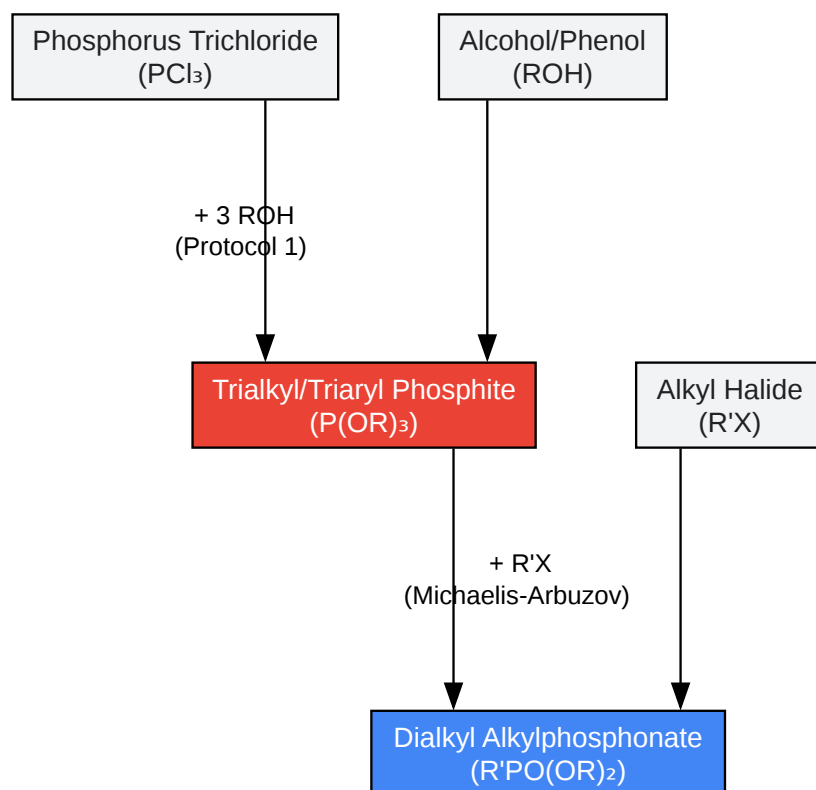 Phosphorus Trichloride
(PCl₃)
Alcohol/Phenol
(ROH)
+ 3 ROH
(Protocol 1)
Trialkyl/Triaryl Phosphite
(P(OR)₃)
Alkyl Halide
(R'X)
+ R'X
(Michaelis-Arbuzov)
Dialkyl Alkylphosphonate
(R'PO(OR)₂)